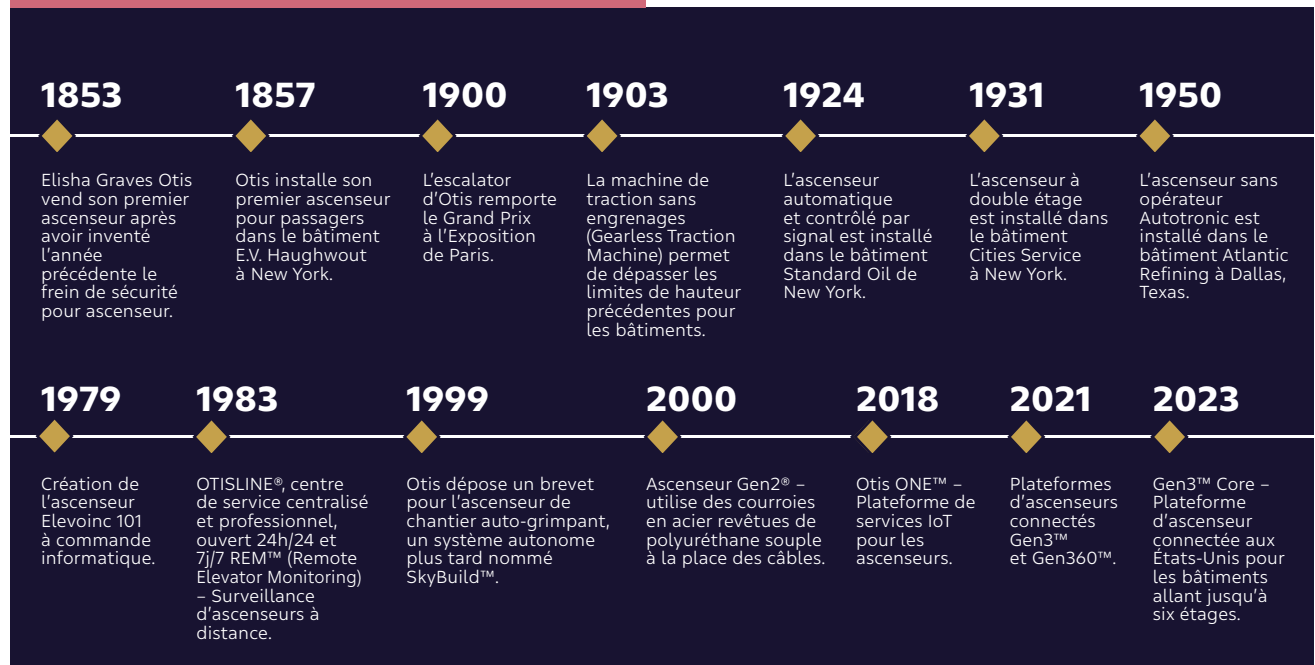 1853
Elisha Graves Otis
vend son premier
ascenseur après
avoir inventé
l'année
précédente le
frein de sécurité
pour ascenseur.
1857
Otis installe son
premier ascenseur
pour passagers
dans le bâtiment
E.V. Haughwout
à New York.
1900
L'escalator
d'Otis remporte
le Grand Prix
à l'Exposition
de Paris.
1903
La machine de
traction sans
engrenages
(Gearless Traction
Machine) permet
de dépasser les
limites de hauteur
précédentes pour
les bâtiments.
1924
L'ascenseur
automatique
et contrôlé par
signal est installé
dans le bâtiment
Standard Oil de
New York.
1931
L'ascenseur à
double étage
est installé dans
le bâtiment
Cities Service
à New York.
1950
L'ascenseur sans
opérateur
Autotronic est
installé dans le
bâtiment Atlantic
Refining à Dallas,
Texas.
1979
Création de
l'ascenseur
Elevoinc 101
à commande
informatique.
1983
OTISLINE®, centre
de service centralisé
et professionnel,
ouvert 24h/24 et
7j/7 REM™ (Remote
Elevator Monitoring)
– Surveillance
d'ascenseurs à
distance.
1999
Otis dépose un brevet
pour l'ascenseur de
chantier auto-grimpant,
un système autonome
plus tard nommé
SkyBuild™.
2000
Ascenseur Gen2® –
utilise des courroies
en acier revêtues de
polyuréthane souple
à la place des câbles.
2018
Otis ONE™ –
Plateforme de
services IoT
pour les
ascenseurs.
2021
Plateformes
d'ascenseurs
connectés
Gen3™
et Gen360™.
2023
Gen3™ Core –
Plateforme
d'ascenseur
connectée aux
États-Unis pour
les bâtiments
allant jusqu'à
six étages.